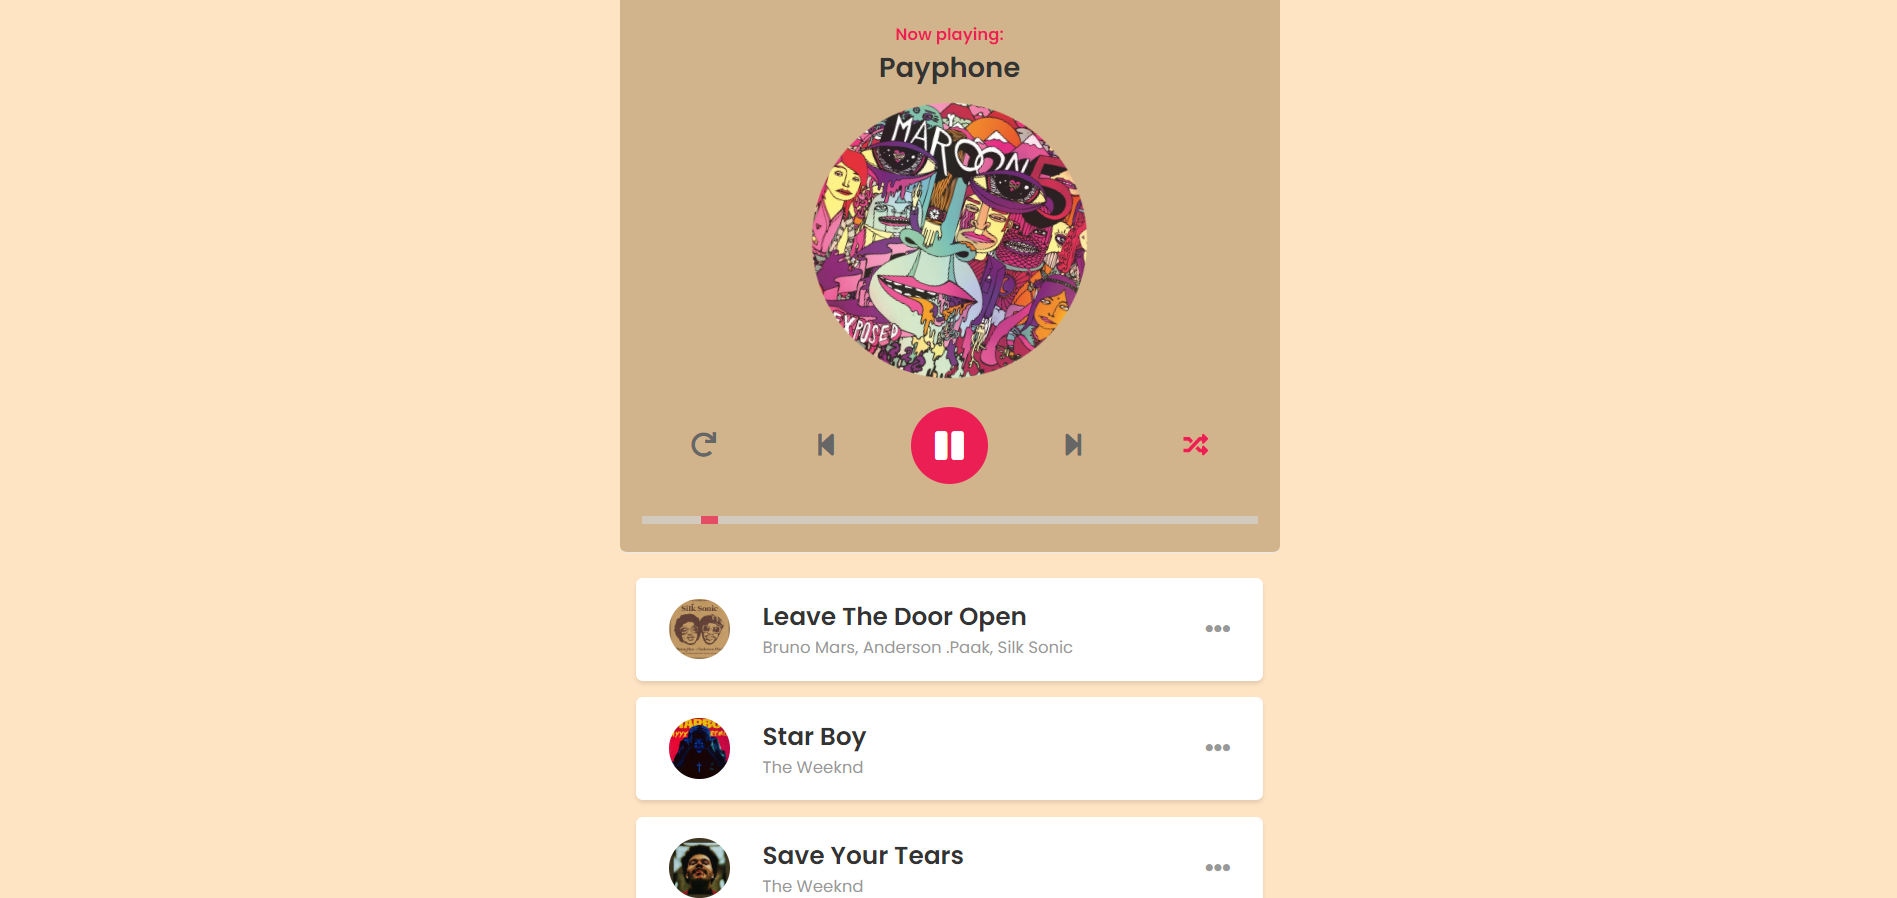 Now playing:
Payphone
MAROON 5
EXPOSED
Silk Sonic
Leave The Door Open
Bruno Mars, Anderson .Paak, Silk Sonic
Star Boy
The Weeknd
Save Your Tears
The Weeknd